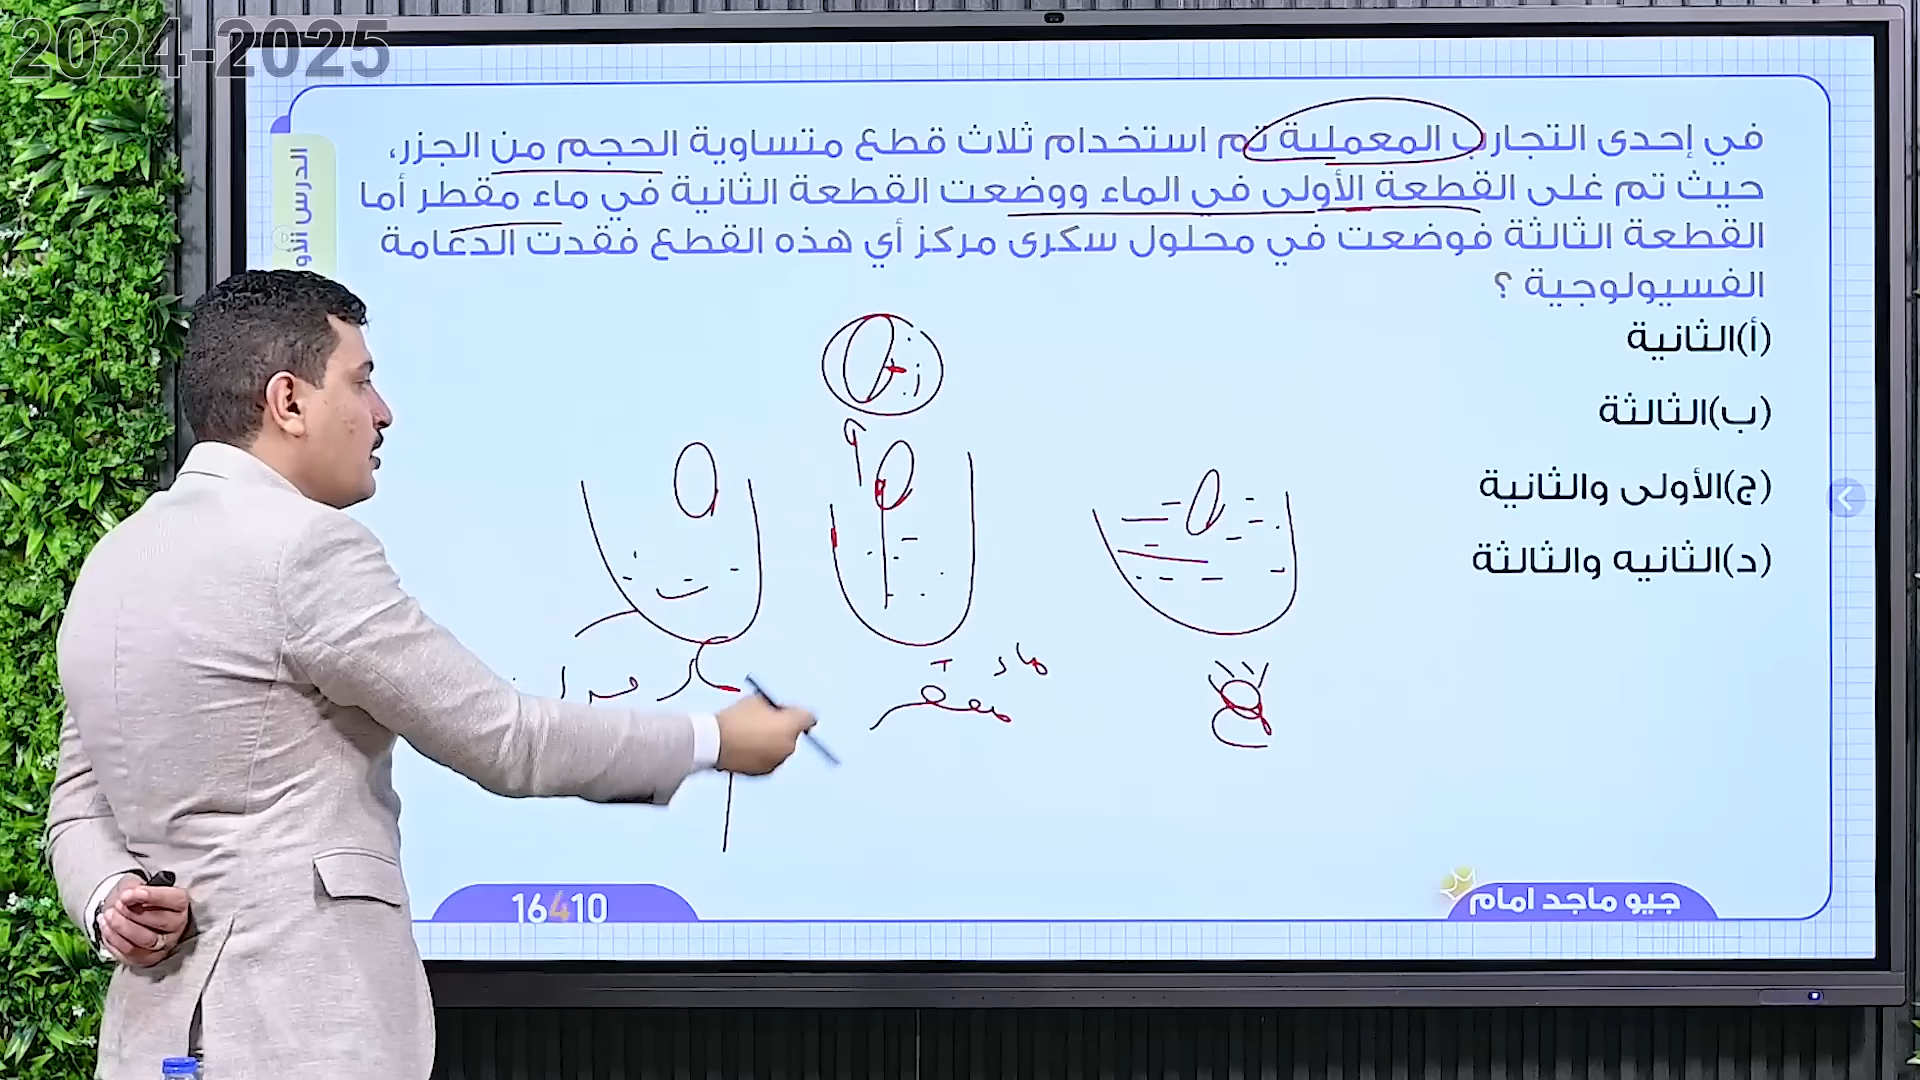 2024-2025
في إحدى التجارب المعملية تم استخدام ثلاث قطع متساوية الحجم من الجزر،
حيث تم غلى القطعة الأولى فى الماء ووضعت القطعة الثانية في ماء مقطر أما
القطعة الثالثة فوضعت في محلول سكرى مركز أي هذه القطع فقدت الدعامة
الفسيولوجية ؟
(أ)الثانية
(ب)الثالثة
(ج)الأولى والثانية
(د)الثانيه والثالثة
جيو ماجد امام
16410